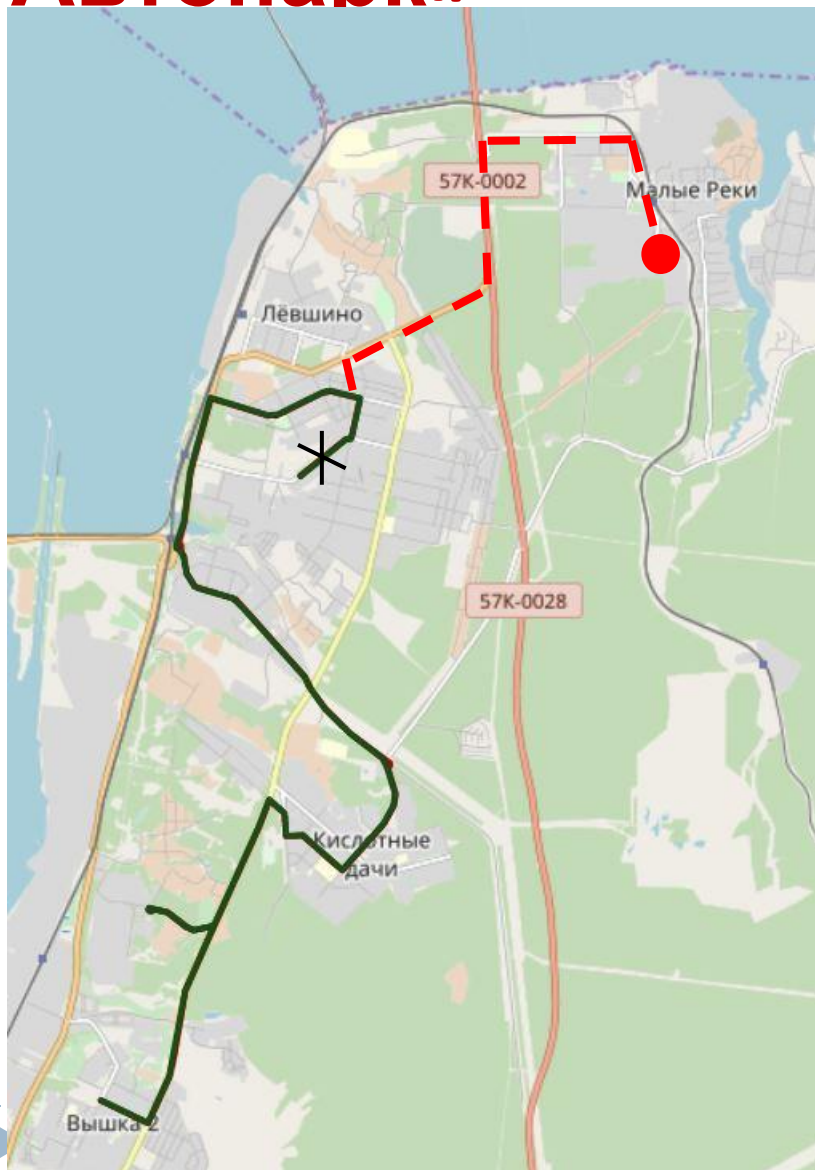 Автопарк"
57К-0002
Малые Реки
Лёвшино
57К-0028
Кислотные
дачи
Вышка 2